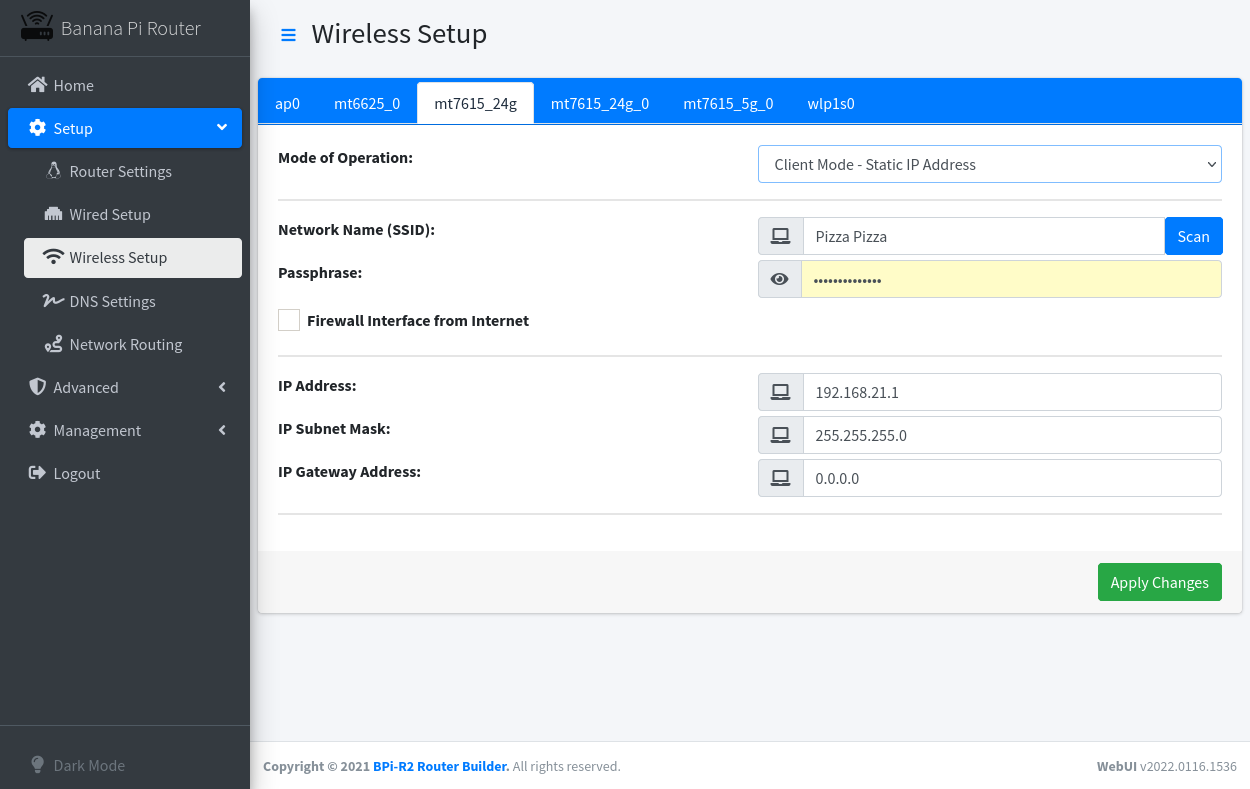 Banana Pi Router
Wireless Setup
Home
Setup
Router Settings
Wired Setup
Wireless Setup
DNS Settings
Network Routing
Advanced
Management
Logout
Dark Mode
ap0 mt6625_0 mt7615_24g mt7615_24g_0 mt7615_5g_0 wlp1s0
Mode of Operation: Client Mode - Static IP Address
Network Name (SSID): Pizza Pizza Scan
Passphrase: ••••••••••••••
Firewall Interface from Internet
IP Address: 192.168.21.1
IP Subnet Mask: 255.255.255.0
IP Gateway Address: 0.0.0.0
Apply Changes
Copyright © 2021 BPi-R2 Router Builder. All rights reserved. WebUI v2022.0116.1536